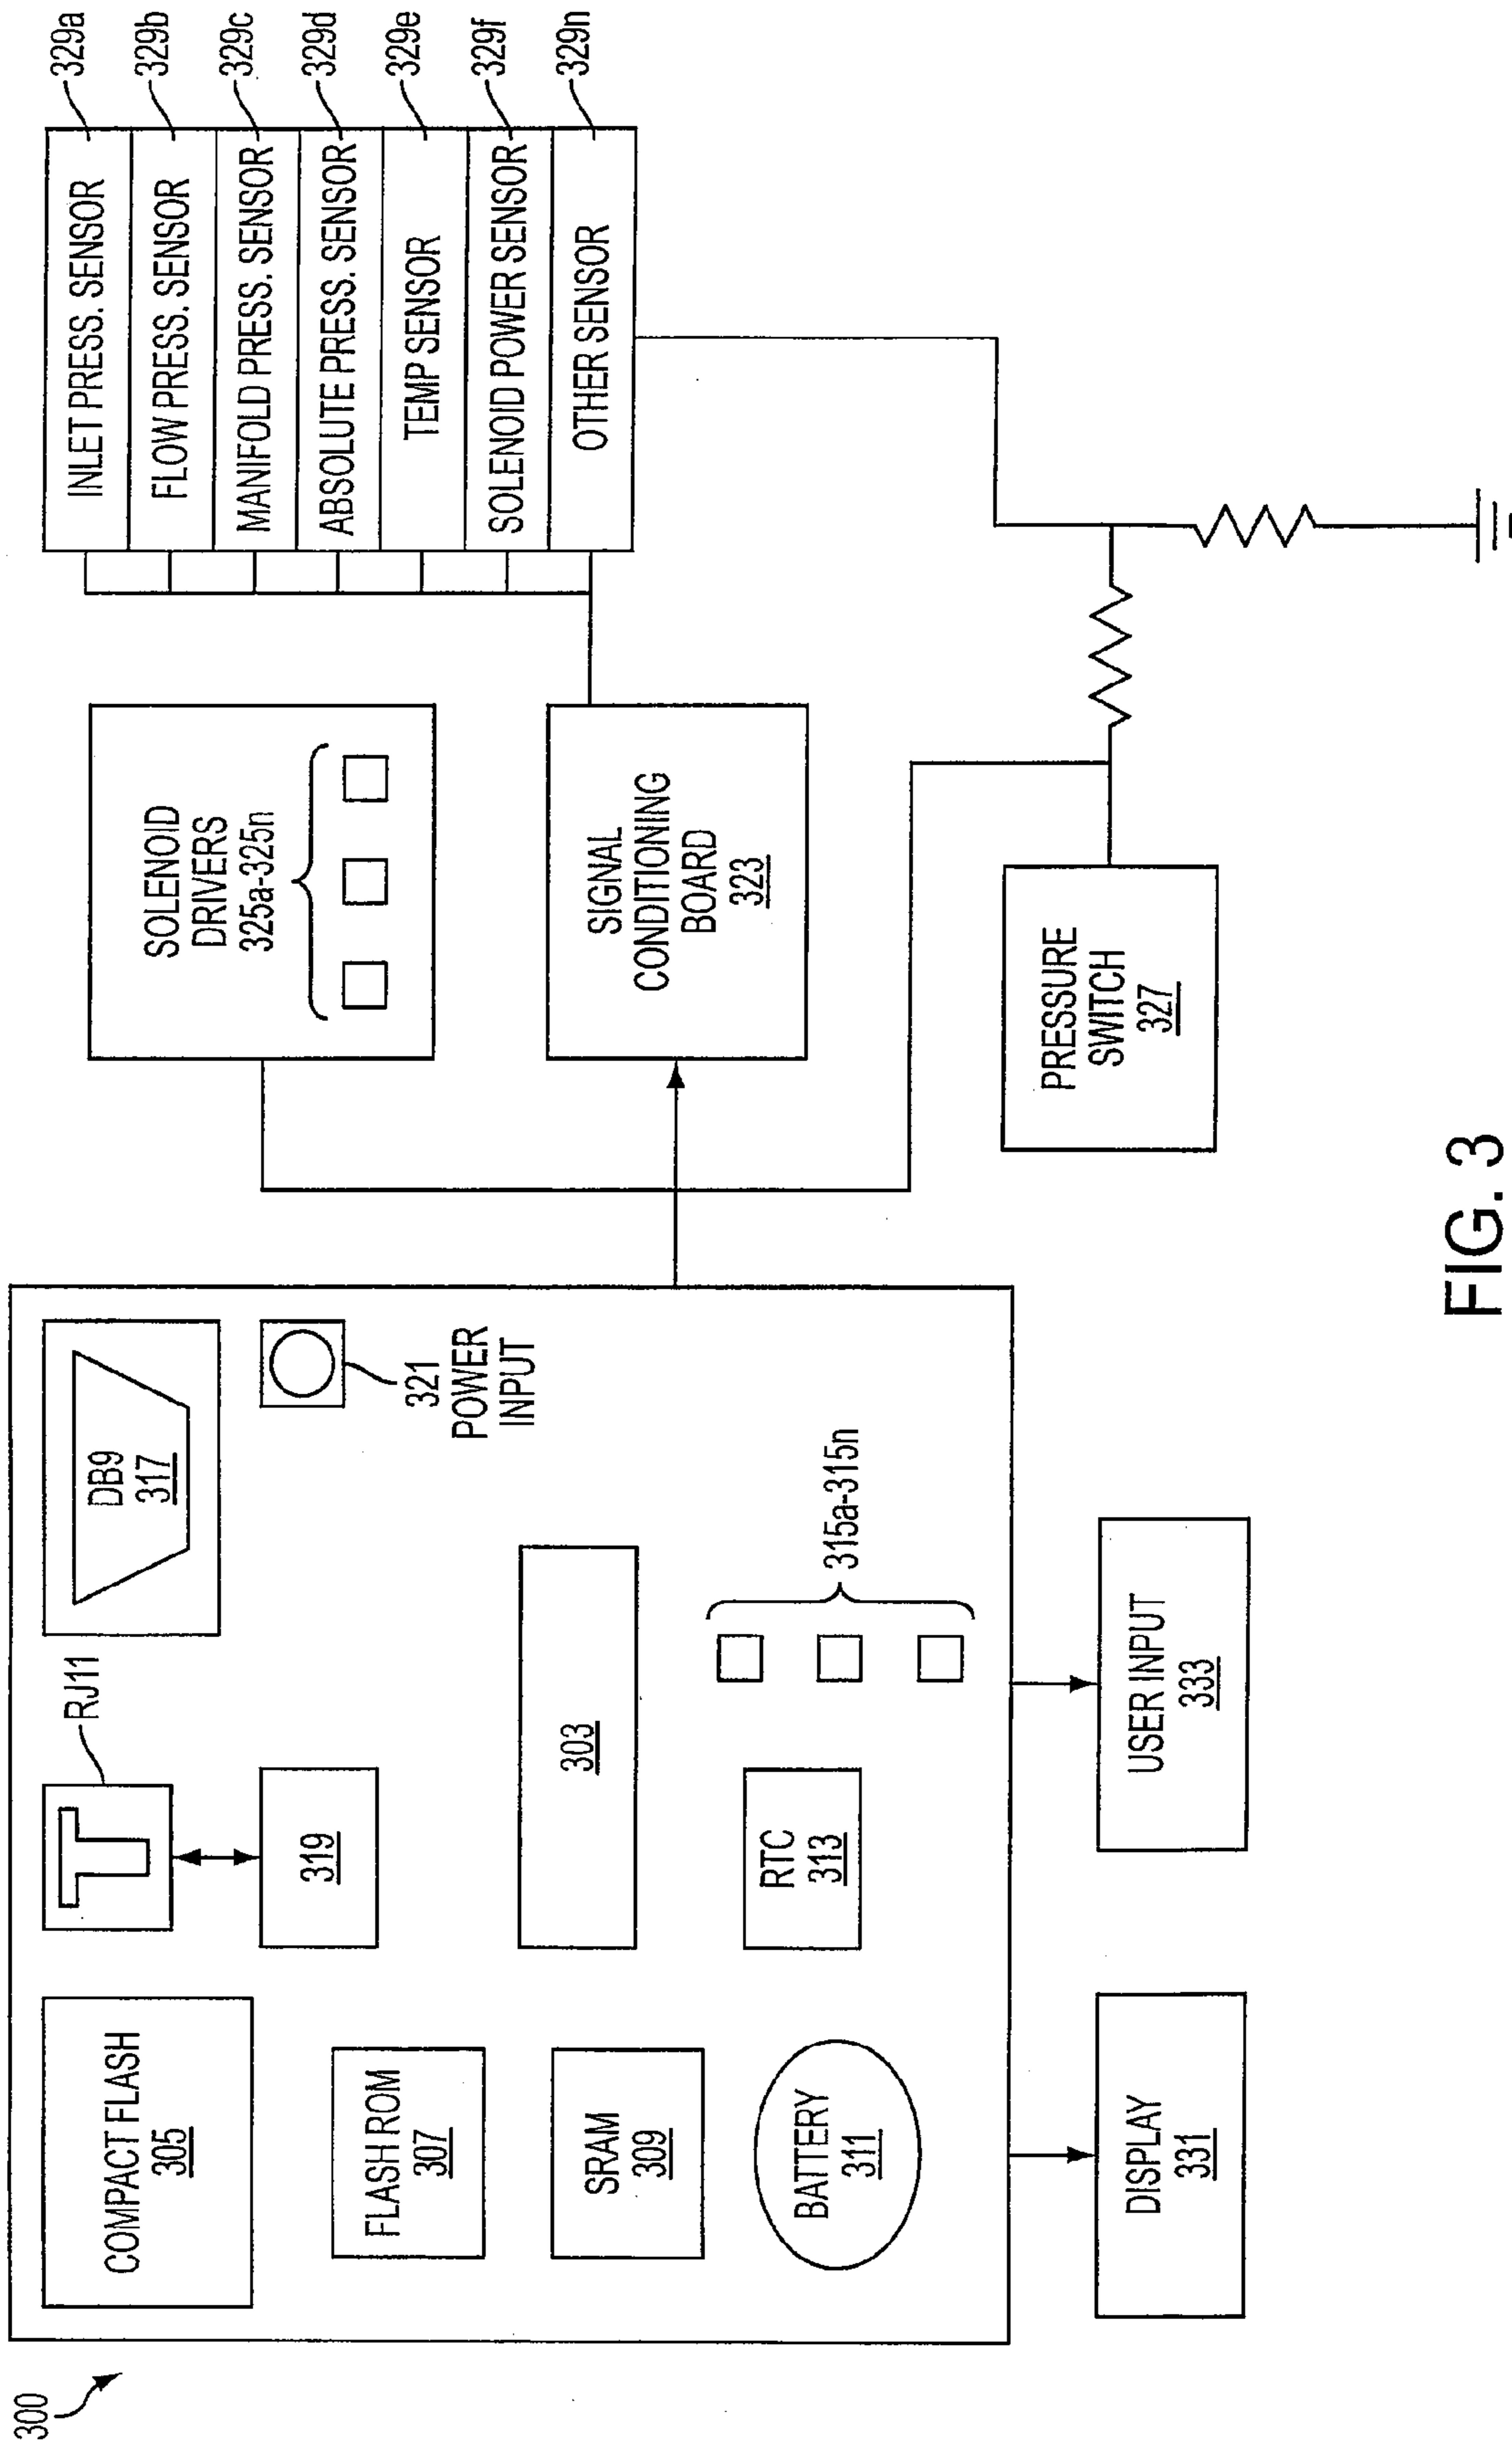 300
COMPACT FLASH
305
RJ11
DB9
317
319
321
POWER
INPUT
FLASH ROM
307
303
SRAM
309
RTC
313
315a-315n
BATTERY
311
DISPLAY
331
USER INPUT
333
SOLENOID
DRIVERS
325a-325n
SIGNAL
CONDITIONING
BOARD
323
PRESSURE
SWITCH
327
INLET PRESS. SENSOR
329a
FLOW PRESS. SENSOR
329b
MANIFOLD PRESS. SENSOR
329c
ABSOLUTE PRESS. SENSOR
329d
TEMP SENSOR
329e
SOLENOID POWER SENSOR
329f
OTHER SENSOR
329n
FIG. 3